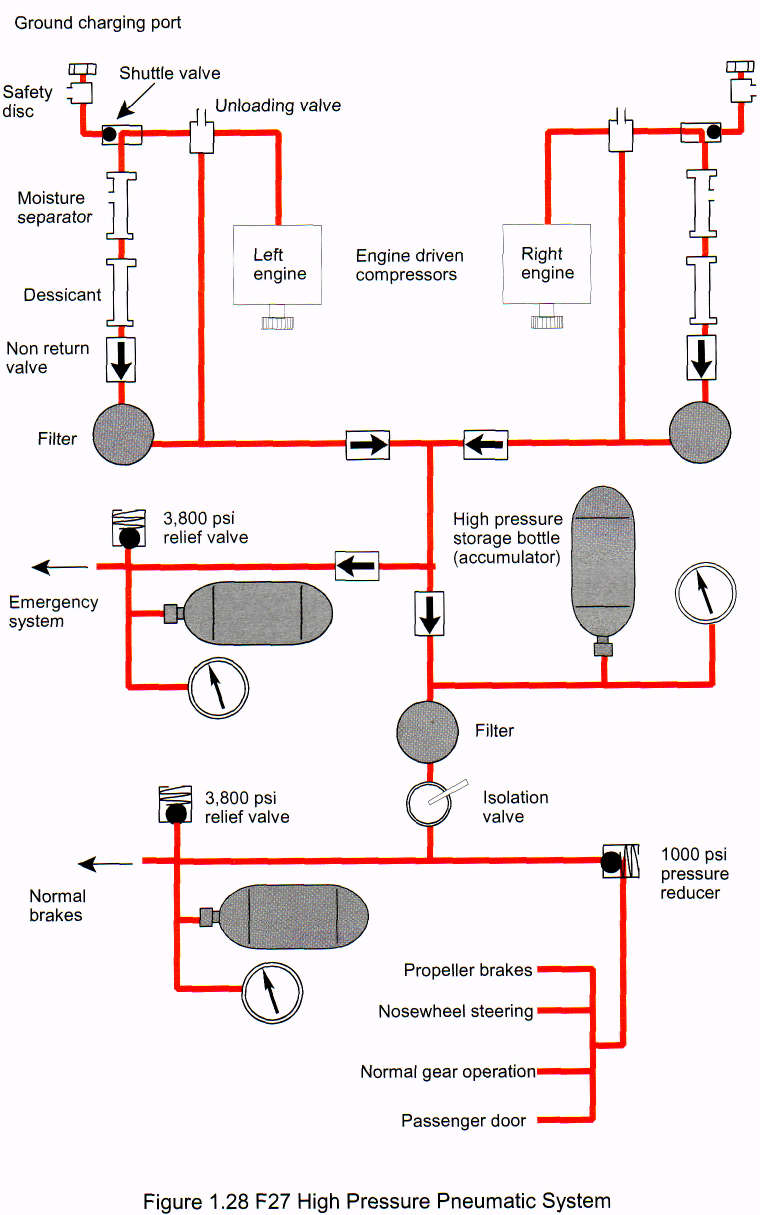 Ground charging port
Shuttle valve
Safety
disc
Unloading valve
Moisture
separator
Left
engine
Engine driven
compressors
Right
engine
Dessicant
Non return
valve
Filter
3,800 psi
relief valve
High pressure
storage bottle
(accumulator)
Emergency
system
Filter
3,800 psi
relief valve
Isolation
valve
1000 psi
pressure
reducer
Normal
brakes
Propeller brakes
Nosewheel steering
Normal gear operation
Passenger door
Figure 1.28 F27 High Pressure Pneumatic System